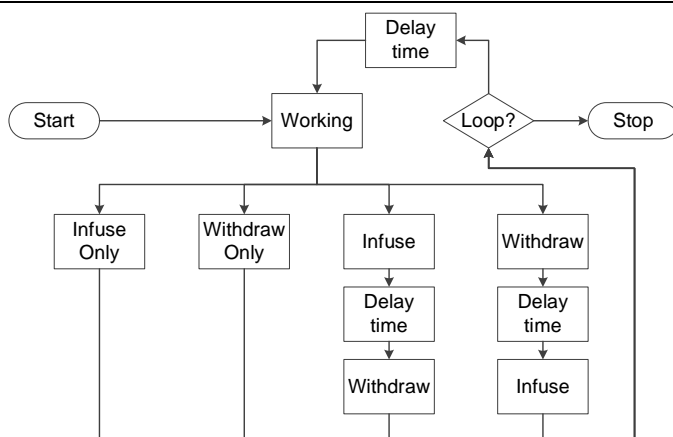 Delay
time
Start
Working
Loop?
Stop
Infuse
Only
Withdraw
Only
Infuse
Withdraw
Delay
time
Delay
time
Withdraw
Infuse